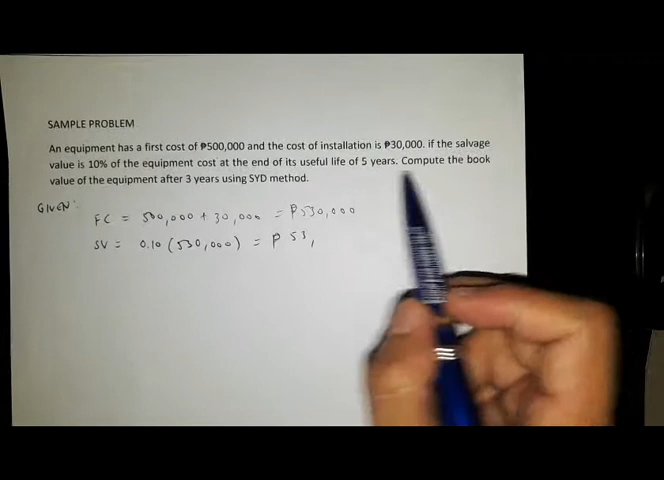 SAMPLE PROBLEM
An equipment has a first cost of ₱500,000 and the cost of installation is ₱30,000. if the salvage
value is 10% of the equipment cost at the end of its useful life of 5 years. Compute the book
value of the equipment after 3 years using SYD method.
GIVEN:
FC = 500,000 + 30,000 = ₱530,000
SV = 0.10 (530,000) = ₱ 53,